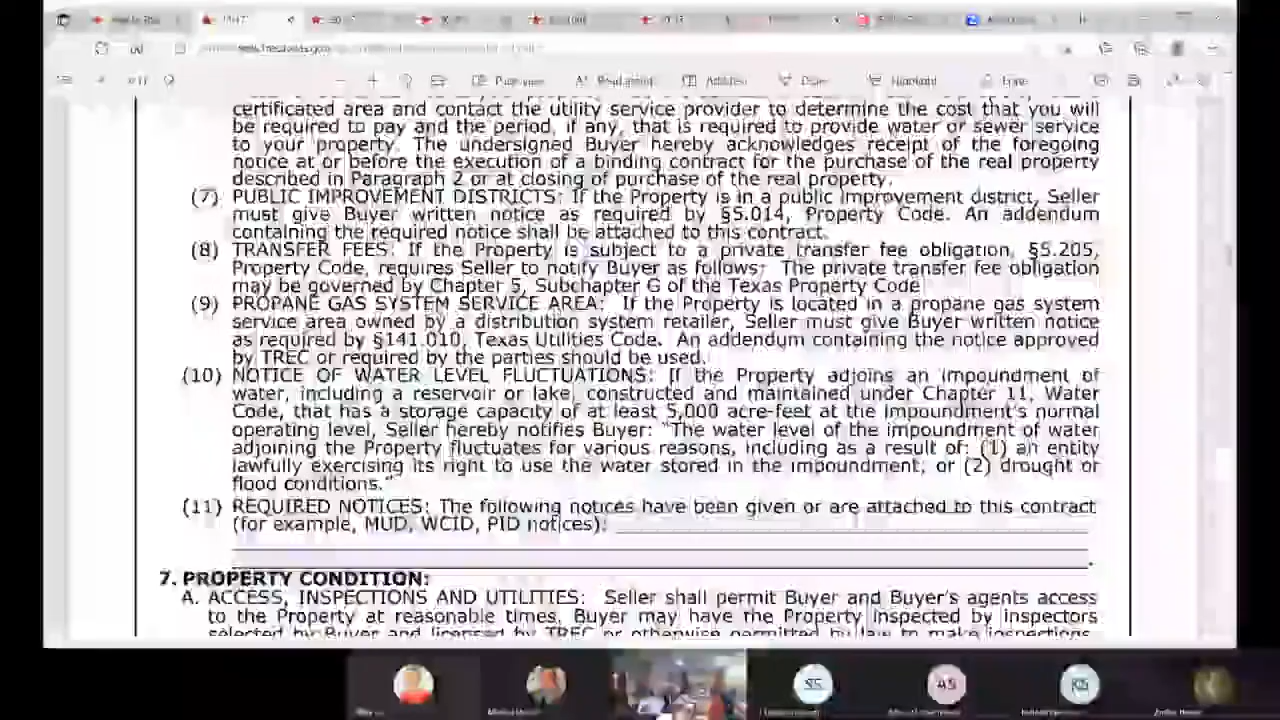 certificated area and contact the utility service provider to determine the cost that you will
be required to pay and the period, if any, that is required to provide water or sewer service
to your property. The undersigned Buyer hereby acknowledges receipt of the foregoing
notice at or before the execution of a binding contract for the purchase of the real property
described in Paragraph 2 or at closing of purchase of the real property.
(7) PUBLIC IMPROVEMENT DISTRICTS: If the Property is in a public improvement district, Seller
must give Buyer written notice as required by §5.014, Property Code. An addendum
containing the required notice shall be attached to this contract.
(8) TRANSFER FEES: If the Property is subject to a private transfer fee obligation, §5.205,
Property Code, requires Seller to notify Buyer as follows: The private transfer fee obligation
may be governed by Chapter 5, Subchapter G of the Texas Property Code
(9) PROPANE GAS SYSTEM SERVICE AREA: If the Property is located in a propane gas system
service area owned by a distribution system retailer, Seller must give Buyer written notice
as required by §141.010, Texas Utilities Code. An addendum containing the notice approved
by TREC or required by the parties should be used.
(10) NOTICE OF WATER LEVEL FLUCTUATIONS: If the Property adjoins an impoundment of
water, including a reservoir or lake, constructed and maintained under Chapter 11, Water
Code, that has a storage capacity of at least 5,000 acre-feet at the impoundment's normal
operating level, Seller hereby notifies Buyer: "The water level of the impoundment of water
adjoining the Property fluctuates for various reasons, including as a result of: (1) an entity
lawfully exercising its right to use the water stored in the impoundment; or (2) drought or
flood conditions."
(11) REQUIRED NOTICES: The following notices have been given or are attached to this contract
(for example, MUD, WCID, PID notices):
7. PROPERTY CONDITION:
A. ACCESS, INSPECTIONS AND UTILITIES: Seller shall permit Buyer and Buyer's agents access
to the Property at reasonable times. Buyer may have the Property inspected by inspectors
selected by Buyer and licensed by TREC or otherwise permitted by law to make inspections.